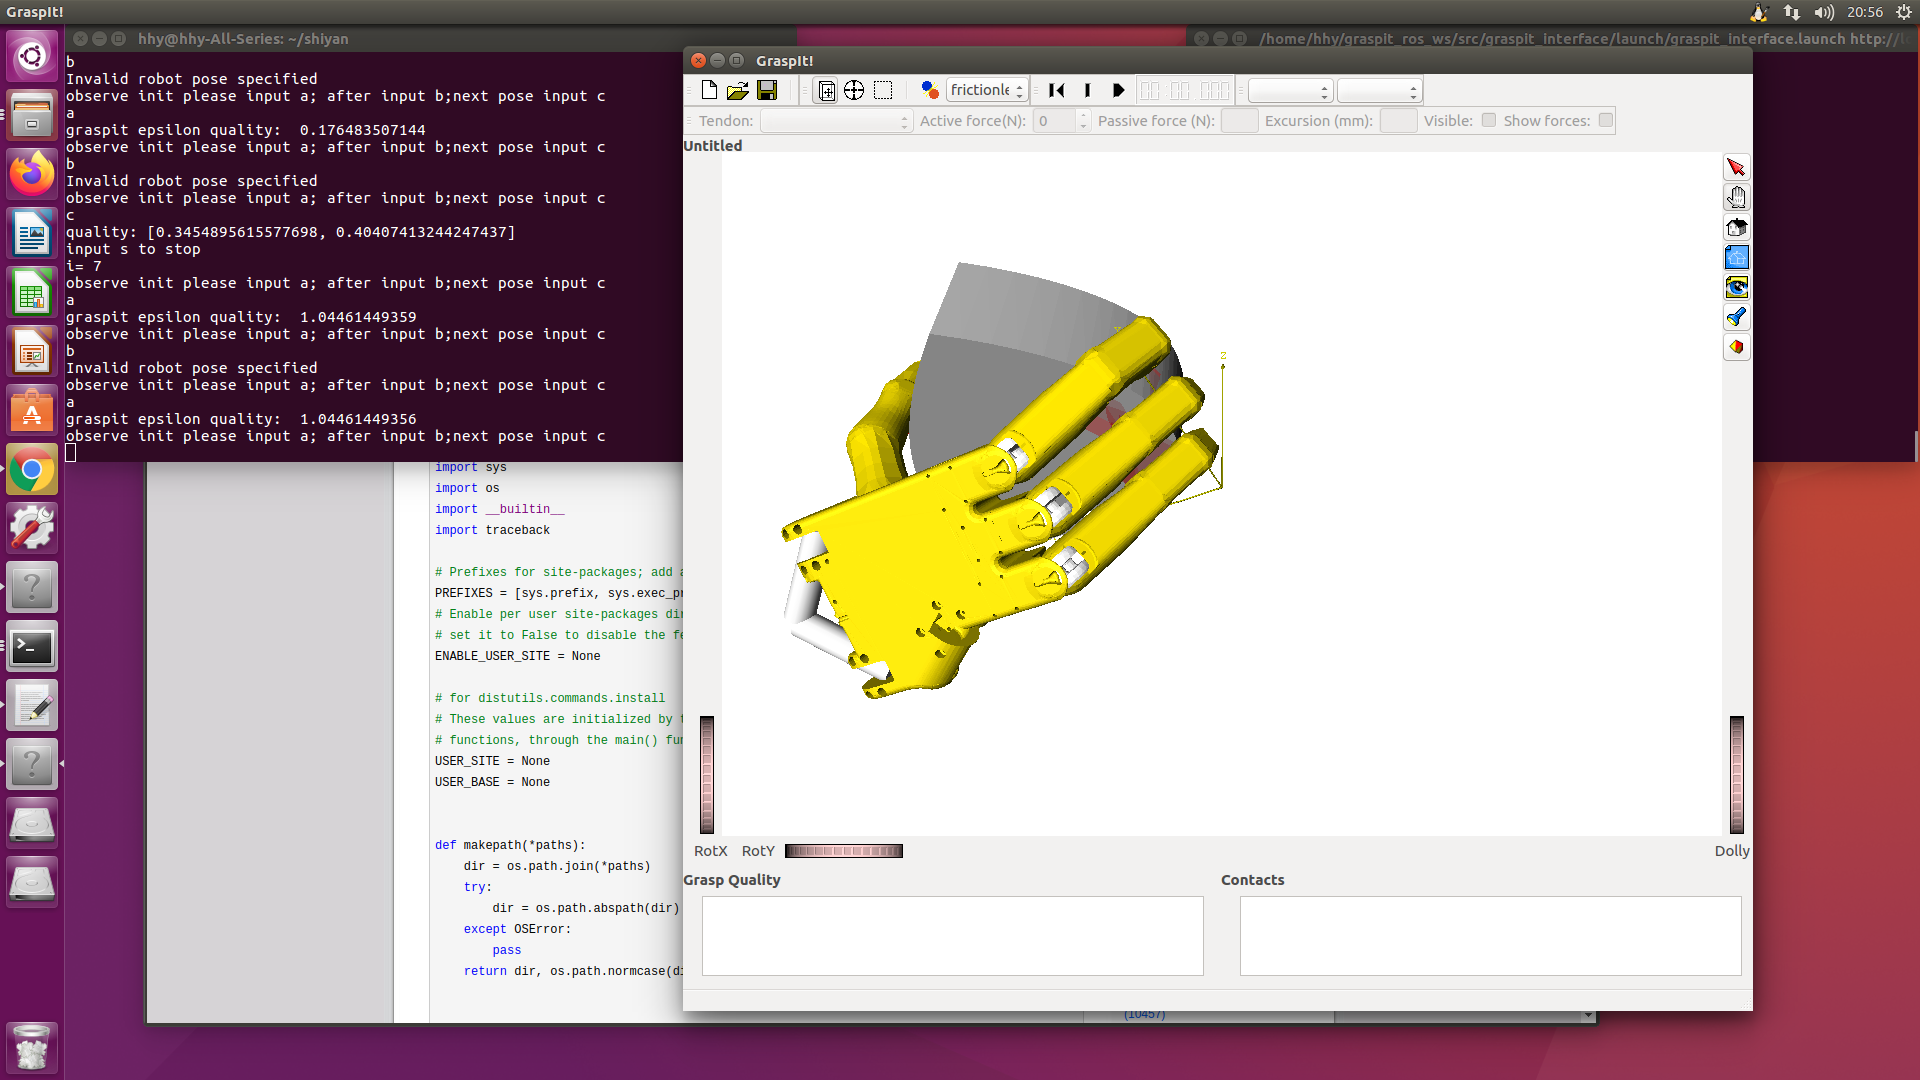 GraspIt!
20:56
hhy@hhy-All-Series: ~/shiyan
/home/hhy/graspit_ros_ws/src/graspit_interface/launch/graspit_interface.launch http://l
b
Invalid robot pose specified
observe init please input a; after input b;next pose input c
a
graspit epsilon quality:  0.176483507144
observe init please input a; after input b;next pose input c
b
Invalid robot pose specified
observe init please input a; after input b;next pose input c
c
quality: [0.3454895615577698, 0.40407413244247437]
input s to stop
i= 7
observe init please input a; after input b;next pose input c
a
graspit epsilon quality:  1.04461449359
observe init please input a; after input b;next pose input c
b
Invalid robot pose specified
observe init please input a; after input b;next pose input c
a
graspit epsilon quality:  1.04461449356
observe init please input a; after input b;next pose input c
import sys
import os
import __builtin__
import traceback
# Prefixes for site-packages; add a
PREFIXES = [sys.prefix, sys.exec_pr
# Enable per user site-packages dir
# set it to False to disable the fe
ENABLE_USER_SITE = None
# for distutils.commands.install
# These values are initialized by t
# functions, through the main() fun
USER_SITE = None
USER_BASE = None
def makepath(*paths):
dir = os.path.join(*paths)
try:
dir = os.path.abspath(dir)
except OSError:
pass
return dir, os.path.normcase(di
GraspIt!
frictionle
Tendon:
Active force(N):
0
Passive force (N):
Excursion (mm):
Visible:
Show forces:
Untitled
z
RotX
RotY
Dolly
Grasp Quality
Contacts
(10457)